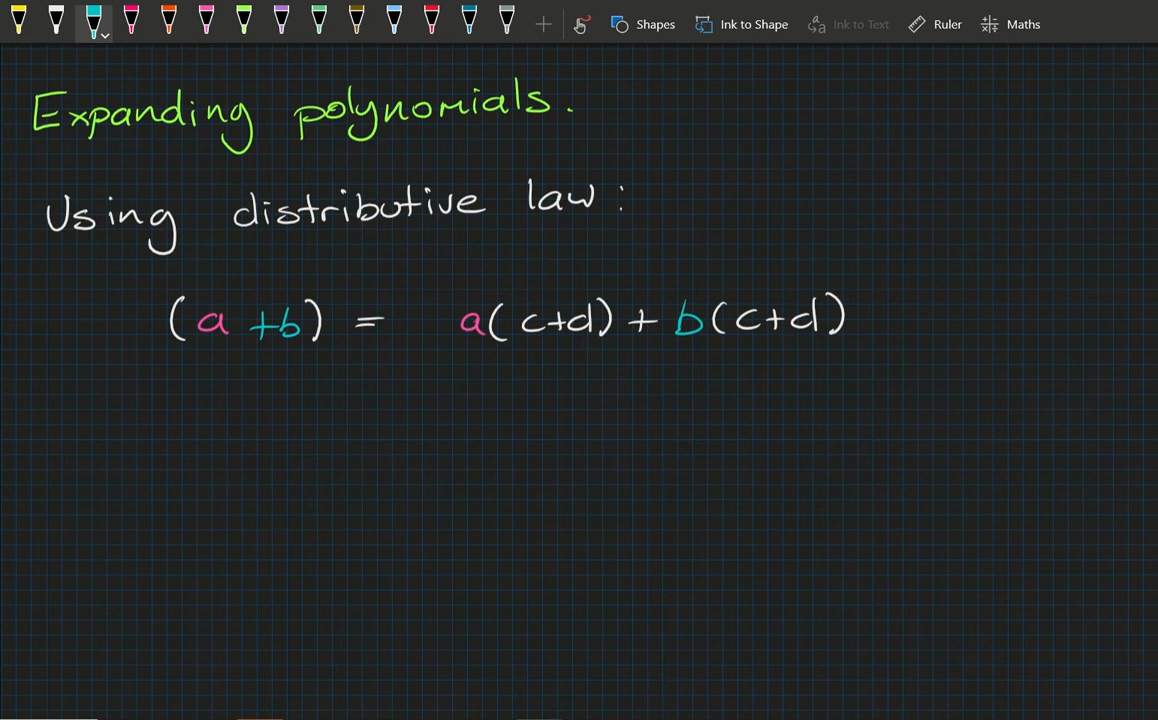 Shapes Ink to Shape Ink to Text Ruler Maths
Expanding polynomials.
Using distributive law:
(a +b) = a(c+d) + b(c+d)